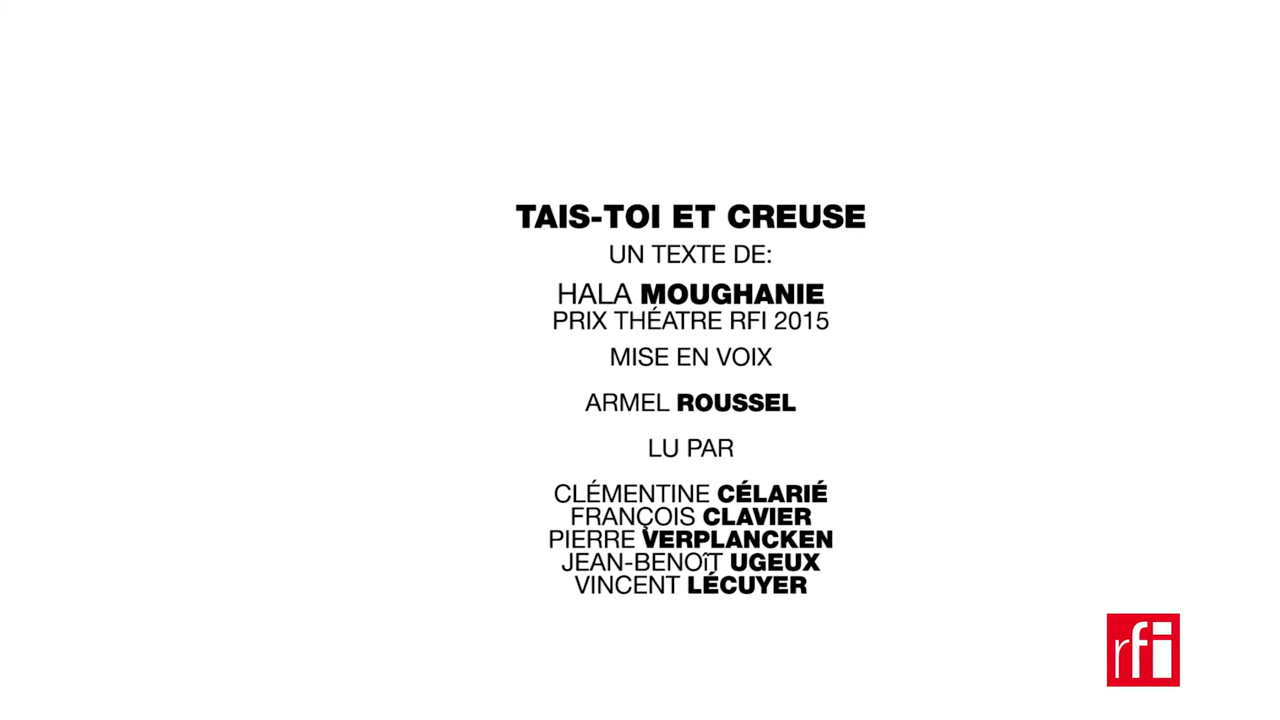 TAIS-TOI ET CREUSE
UN TEXTE DE:
HALA MOUGHANIE
PRIX THÉATRE RFI 2015
MISE EN VOIX
ARMEL ROUSSEL
LU PAR
CLÉMENTINE CÉLARIÉ
FRANÇOIS CLAVIER
PIERRE VERPLANCKEN
JEAN-BENOîT UGEUX
VINCENT LÉCUYER
rfi